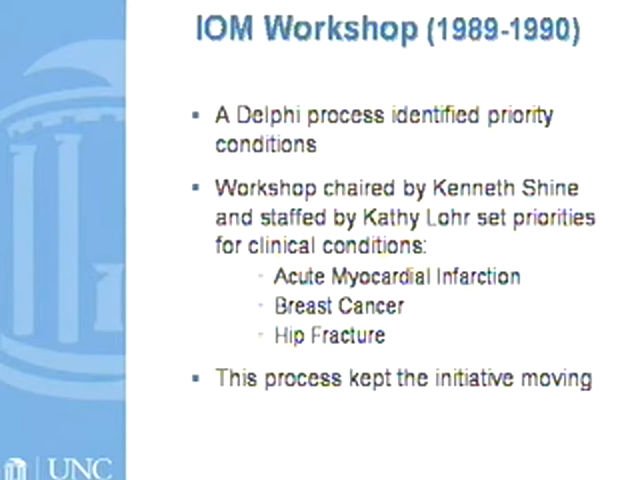 IOM Workshop (1989-1990)
A Delphi process identified priority
conditions
Workshop chaired by Kenneth Shine
and staffed by Kathy Lohr set priorities
for clinical conditions:
Acute Myocardial Infarction
Breast Cancer
Hip Fracture
This process kept the initiative moving
UNC